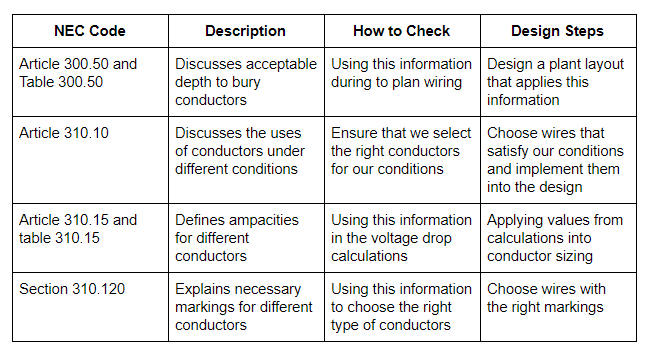 NEC Code
Description
How to Check
Design Steps
Article 300.50 and
Table 300.50
Discusses acceptable
depth to bury
conductors
Using this information
during to plan wiring
Design a plant layout
that applies this
information
Article 310.10
Discusses the uses
of conductors under
different conditions
Ensure that we select
the right conductors
for our conditions
Choose wires that
satisfy our conditions
and implement them
into the design
Article 310.15 and
table 310.15
Defines ampacities
for different
conductors
Using this information
in the voltage drop
calculations
Applying values from
calculations into
conductor sizing
Section 310.120
Explains necessary
markings for different
conductors
Using this information
to choose the right
type of conductors
Choose wires with
the right markings